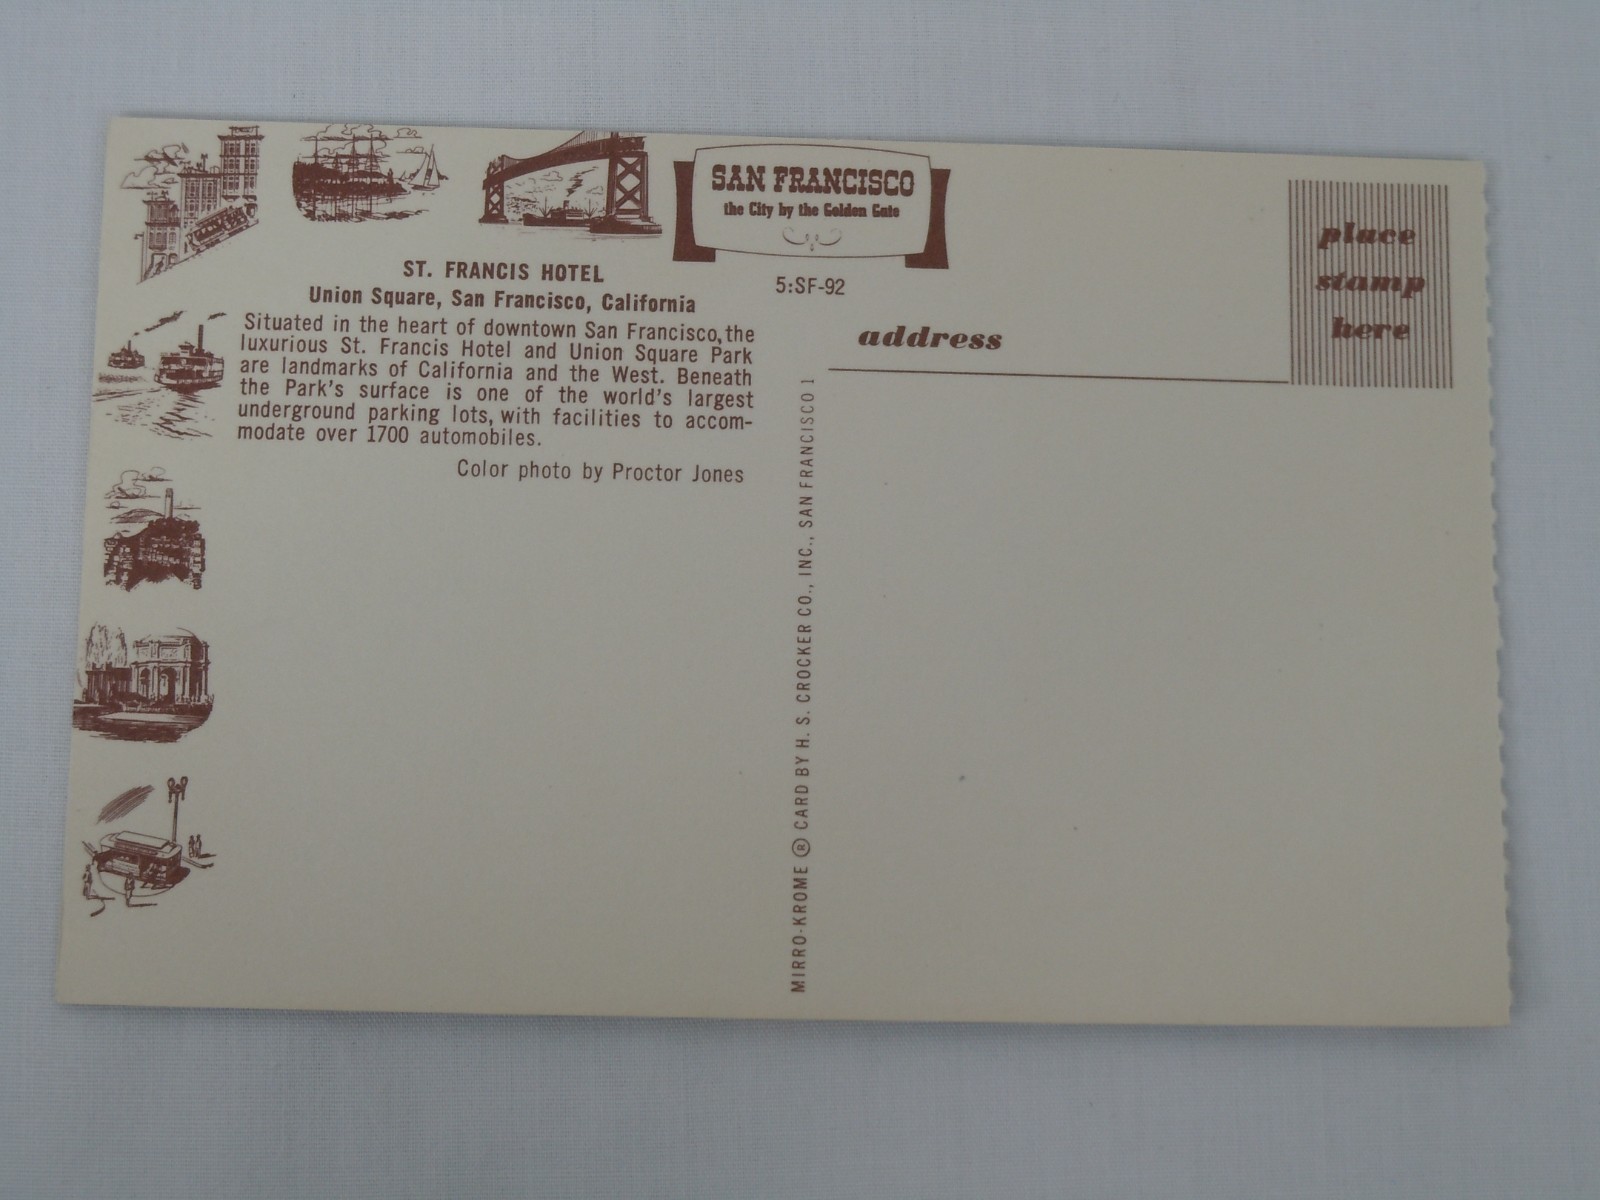 SAN FRANCISCO
the City by the Golden Gate
5:SF-92
ST. FRANCIS HOTEL
Union Square, San Francisco, California
Situated in the heart of downtown San Francisco, the
luxurious St. Francis Hotel and Union Square Park
are landmarks of California and the West. Beneath
the Park's surface is one of the world's largest
underground parking lots, with facilities to accom-
modate over 1700 automobiles.
Color photo by Proctor Jones
MIRRO-KROME ® CARD BY H. S. CROCKER CO., INC., SAN FRANCISCO 1
address
place
stamp
here